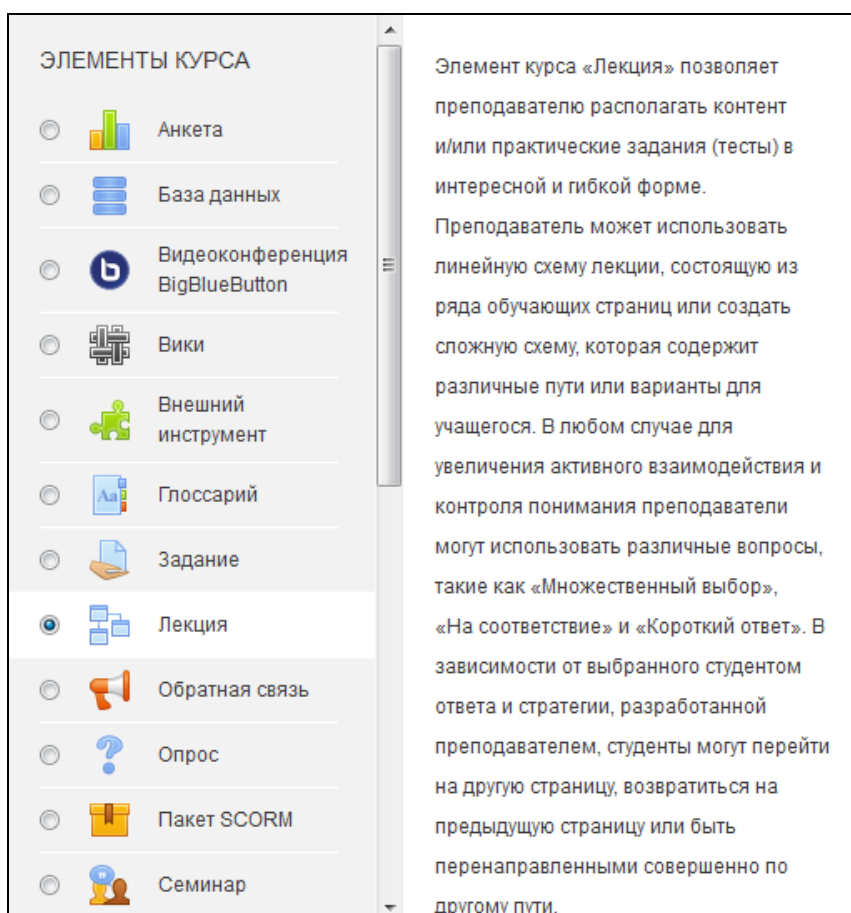 ЭЛЕМЕНТЫ КУРСА
Анкета
База данных
Видеоконференция
BigBlueButton
Вики
Внешний
инструмент
Глоссарий
Задание
Лекция
Обратная связь
Опрос
Пакет SCORM
Семинар
Элемент курса «Лекция» позволяет
преподавателю располагать контент
и/или практические задания (тесты) в
интересной и гибкой форме.
Преподаватель может использовать
линейную схему лекции, состоящую из
ряда обучающих страниц или создать
сложную схему, которая содержит
различные пути или варианты для
учащегося. В любом случае для
увеличения активного взаимодействия и
контроля понимания преподаватели
могут использовать различные вопросы,
такие как «Множественный выбор»,
«На соответствие» и «Короткий ответ». В
зависимости от выбранного студентом
ответа и стратегии, разработанной
преподавателем, студенты могут перейти
на другую страницу, возвратиться на
предыдущую страницу или быть
перенаправленными совершенно по
другому пути.